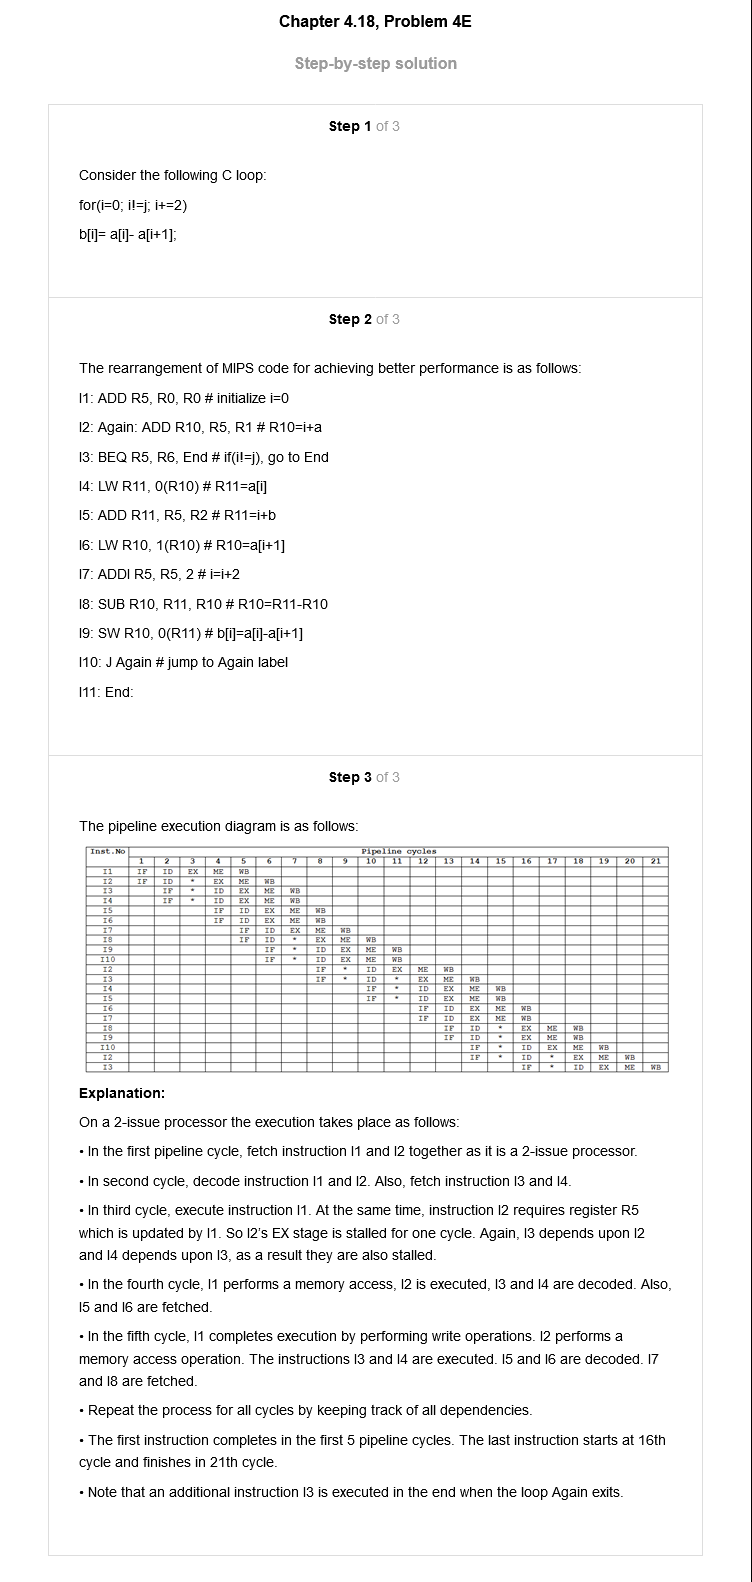 Chapter 4.18, Problem 4E
Step-by-step solution
Step 1 of 3
Consider the following C loop:
for(i=0; i!=j; i+=2)
b[i]= a[i]- a[i+1];
Step 2 of 3
The rearrangement of MIPS code for achieving better performance is as follows:
I1: ADD R5, R0, R0 # initialize i=0
I2: Again: ADD R10, R5, R1 # R10=i+a
I3: BEQ R5, R6, End # if(i!=j), go to End
I4: LW R11, 0(R10) # R11=a[i]
I5: ADD R11, R5, R2 # R11=i+b
I6: LW R10, 1(R10) # R10=a[i+1]
I7: ADDI R5, R5, 2 # i=i+2
I8: SUB R10, R11, R10 # R10=R11-R10
I9: SW R10, 0(R11) # b[i]=a[i]-a[i+1]
I10: J Again # jump to Again label
I11: End:
Step 3 of 3
The pipeline execution diagram is as follows:
Inst.No Pipeline cycles
1 2 3 4 5 6 7 8 9 10 11 12 13 14 15 16 17 18 19 20 21
I1 IF ID EX ME WB
I2 IF ID * EX ME WB
I3 IF * ID EX ME WB
I4 IF * ID EX ME WB
I5 IF ID EX ME WB
I6 IF ID EX ME WB
I7 IF ID EX ME WB
I8 IF ID * EX ME WB
I9 IF * ID EX ME WB
I10 IF * ID EX ME WB
I2 IF * ID EX ME WB
I3 IF * ID * EX ME WB
I4 IF * ID EX ME WB
I5 IF * ID EX ME WB
I6 IF ID EX ME WB
I7 IF ID EX ME WB
I8 IF ID * EX ME WB
I9 IF ID * EX ME WB
I10 IF * ID EX ME WB
I2 IF * ID * EX ME WB
I3 IF * ID EX ME WB
Explanation:
On a 2-issue processor the execution takes place as follows:
• In the first pipeline cycle, fetch instruction I1 and I2 together as it is a 2-issue processor.
• In second cycle, decode instruction I1 and I2. Also, fetch instruction I3 and I4.
• In third cycle, execute instruction I1. At the same time, instruction I2 requires register R5
which is updated by I1. So I2's EX stage is stalled for one cycle. Again, I3 depends upon I2
and I4 depends upon I3, as a result they are also stalled.
• In the fourth cycle, I1 performs a memory access, I2 is executed, I3 and I4 are decoded. Also,
I5 and I6 are fetched.
• In the fifth cycle, I1 completes execution by performing write operations. I2 performs a
memory access operation. The instructions I3 and I4 are executed. I5 and I6 are decoded. I7
and I8 are fetched.
• Repeat the process for all cycles by keeping track of all dependencies.
• The first instruction completes in the first 5 pipeline cycles. The last instruction starts at 16th
cycle and finishes in 21th cycle.
• Note that an additional instruction I3 is executed in the end when the loop Again exits.